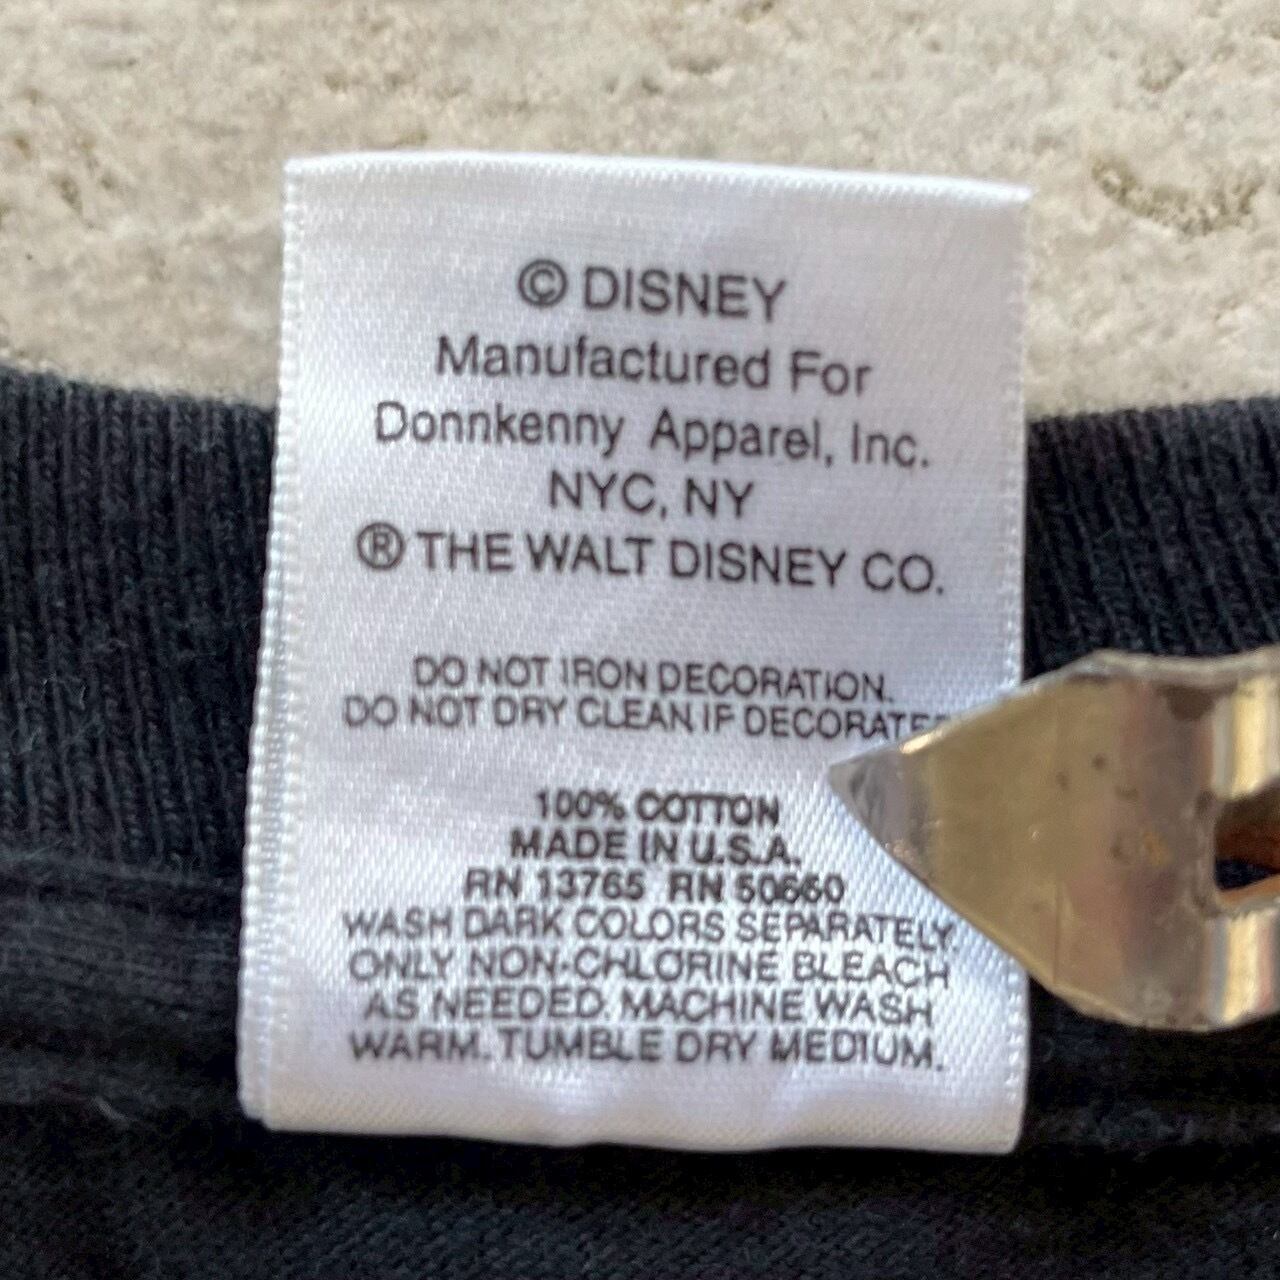 © DISNEY
Manufactured For
Donnkenny Apparel, Inc.
NYC, NY
® THE WALT DISNEY CO.
DO NOT IRON DECORATION.
DO NOT DRY CLEAN IF
100% COTTON
MADE IN U.S.A.
RN 13765 RN 50660
WASH DARK COLORS SEPARATELY.
ONLY NON-CHLORINE BLEACH
AS NEEDED. MACHINE WASH
WARM. TUMBLE DRY MEDIUM.